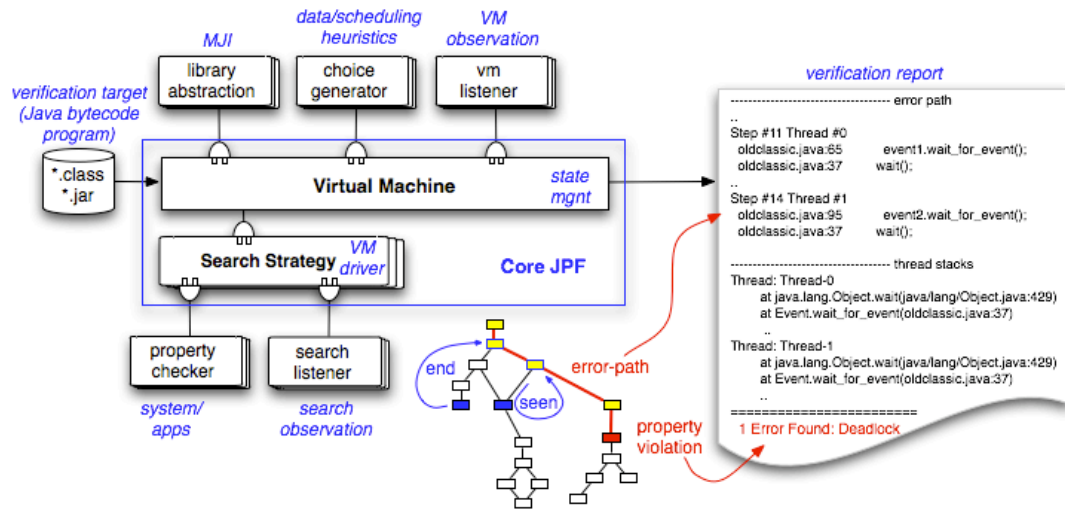 MJI
library
abstraction
data/scheduling
heuristics
choice
generator
VM
observation
vm
listener
verification target
(Java bytecode
program)
*.class
*.jar
Virtual Machine
state
mgnt
Search Strategy
VM
driver
Core JPF
property
checker
system/
apps
search
listener
search
observation
end
seen
error-path
property
violation
verification report
------------------------------------- error path
..
Step #11 Thread #0
oldclassic.java:65 event1.wait_for_event();
oldclassic.java:37 wait();
..
Step #14 Thread #1
oldclassic.java:95 event2.wait_for_event();
oldclassic.java:37 wait();
------------------------------------- thread stacks
Thread: Thread-0
at java.lang.Object.wait(java/lang/Object.java:429)
at Event.wait_for_event(oldclassic.java:37)
..
Thread: Thread-1
at java.lang.Object.wait(java/lang/Object.java:429)
at Event.wait_for_event(oldclassic.java:37)
..
========================
1 Error Found: Deadlock